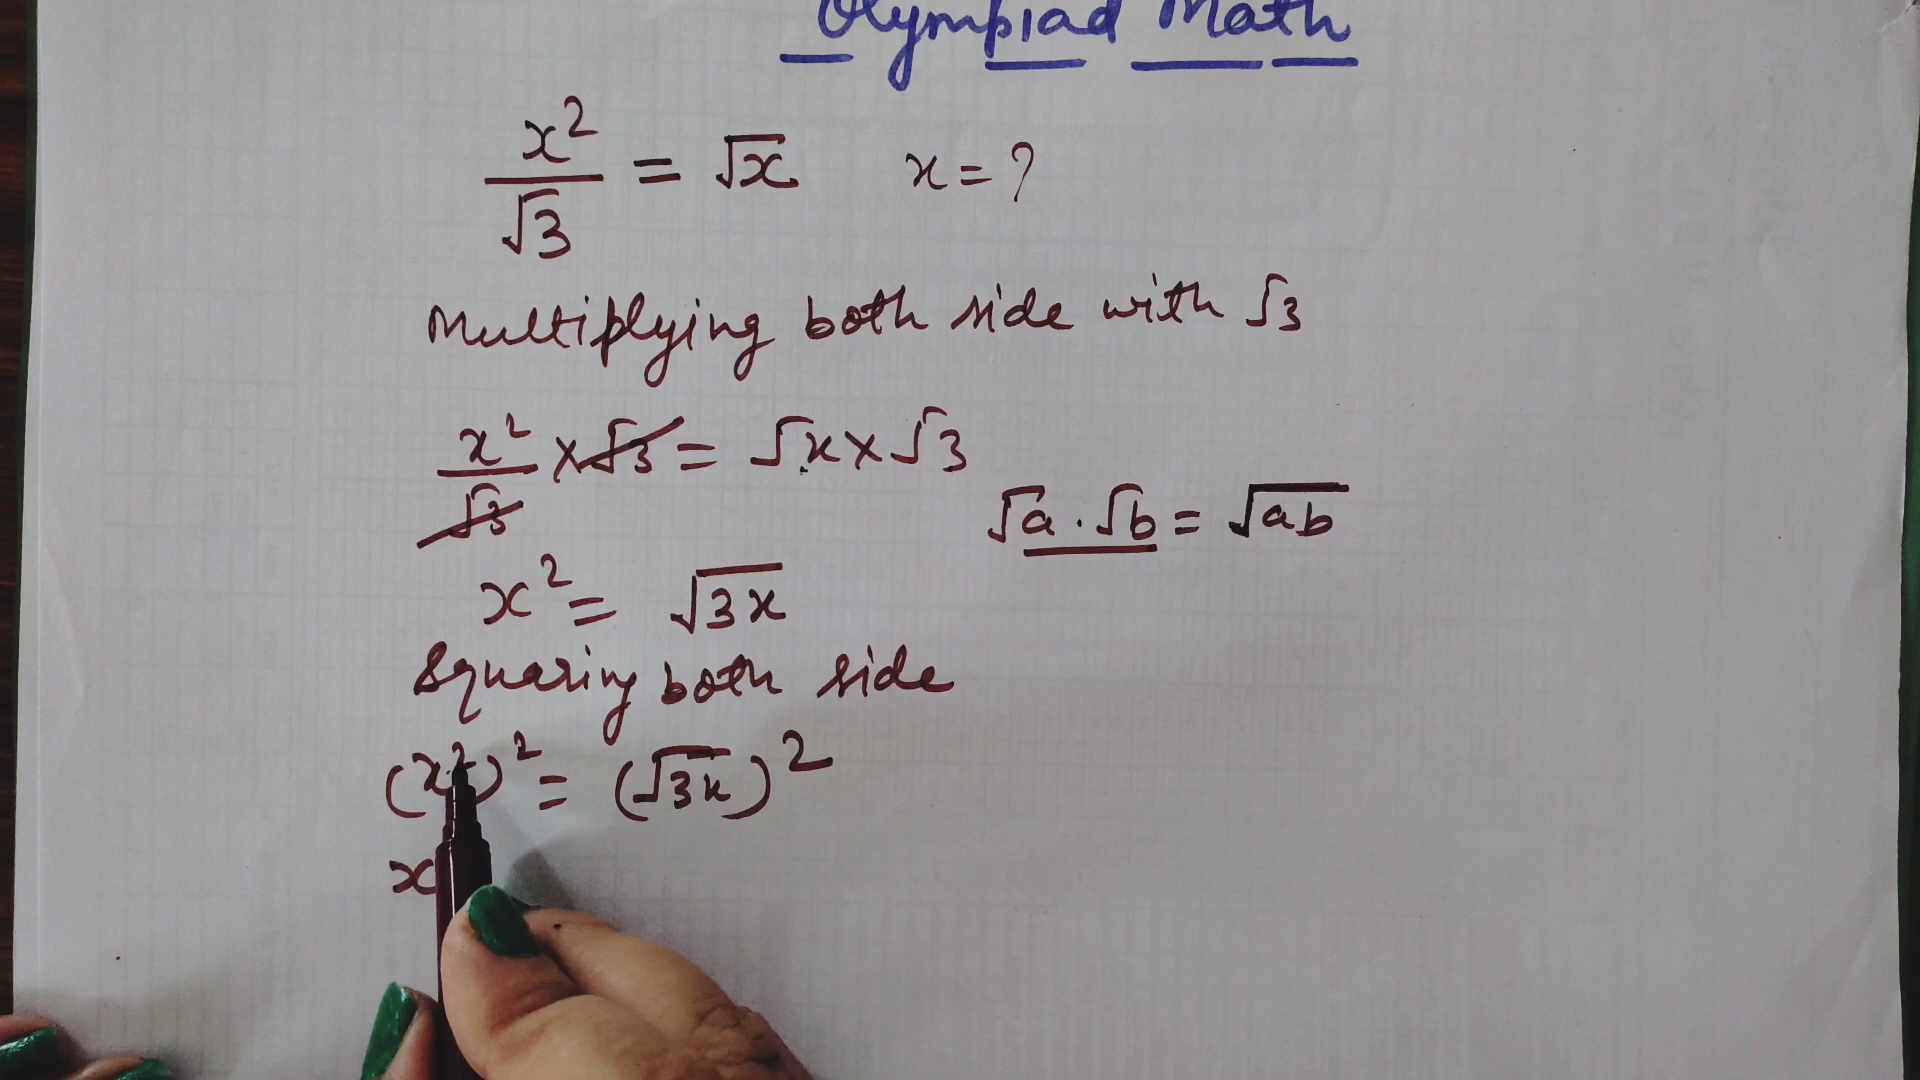 Olympiad Math
x²/√3 = √x x = ?
Multiplying both side with √3
x²/√3 × √3 = √x × √3
√a . √b = √ab
x² = √3x
Squaring both side
(x²)² = (√3x)²
x